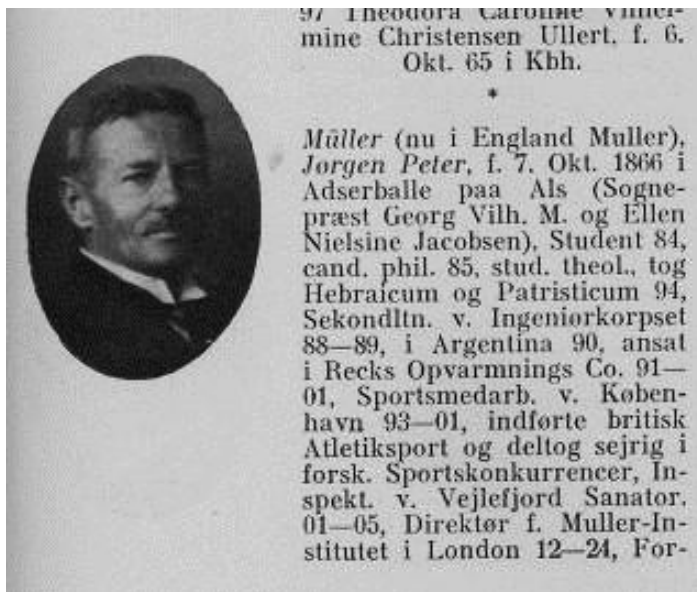 97 Theodora Caroline Vilhel-
mine Christensen Ullert, f. 6.
Okt. 65 i Kbh.
*
Müller (nu i England Muller),
Jørgen Peter, f. 7. Okt. 1866 i
Adserballe paa Als (Sogne-
præst Georg Vilh. M. og Ellen
Nielsine Jacobsen), Student 84,
cand. phil. 85, stud. theol., tog
Hebraicum og Patristicum 94,
Sekondltn. v. Ingeniørkorpset
88—89, i Argentina 90, ansat
i Recks Opvarmnings Co. 91—
01, Sportsmedarb. v. Køben-
havn 93—01, indførte britisk
Atletiksport og deltog sejrig i
forsk. Sportskonkurrencer, In-
spekt. v. Vejlefjord Sanator.
01—05, Direktør f. Muller-In-
stitutet i London 12—24, For-